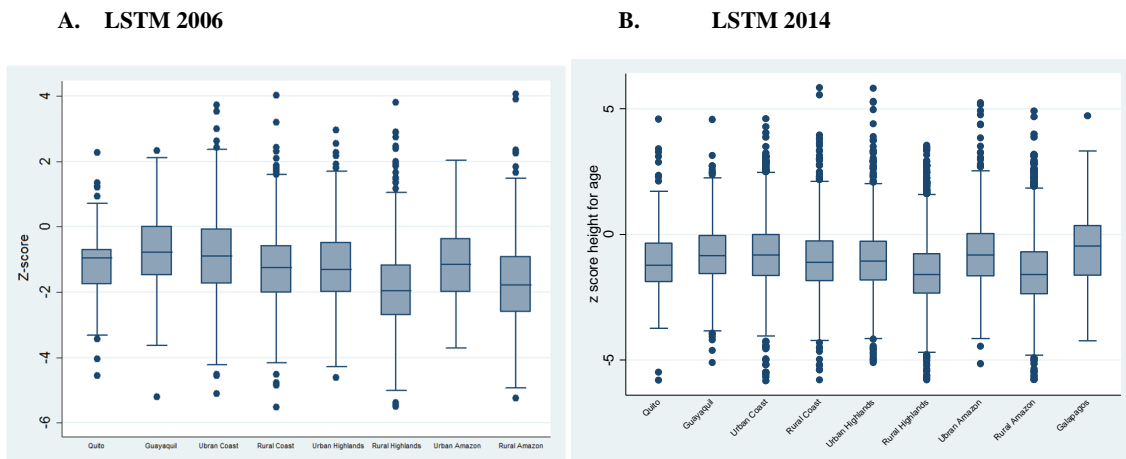 A. LSTM 2006
B. LSTM 2014
Z-score
4
2
0
-2
-4
-6
Quito Guayaquil Ubran Coast Rural Coast Urban Highlands Rural Highlands Urban Amazon Rural Amazon
z score height for age
5
0
-5
Quito Guayaquil Urban Coast Rural Coast Urban Highlands Rural Highlands Ubran Amazon Rural Amazon Galapagos